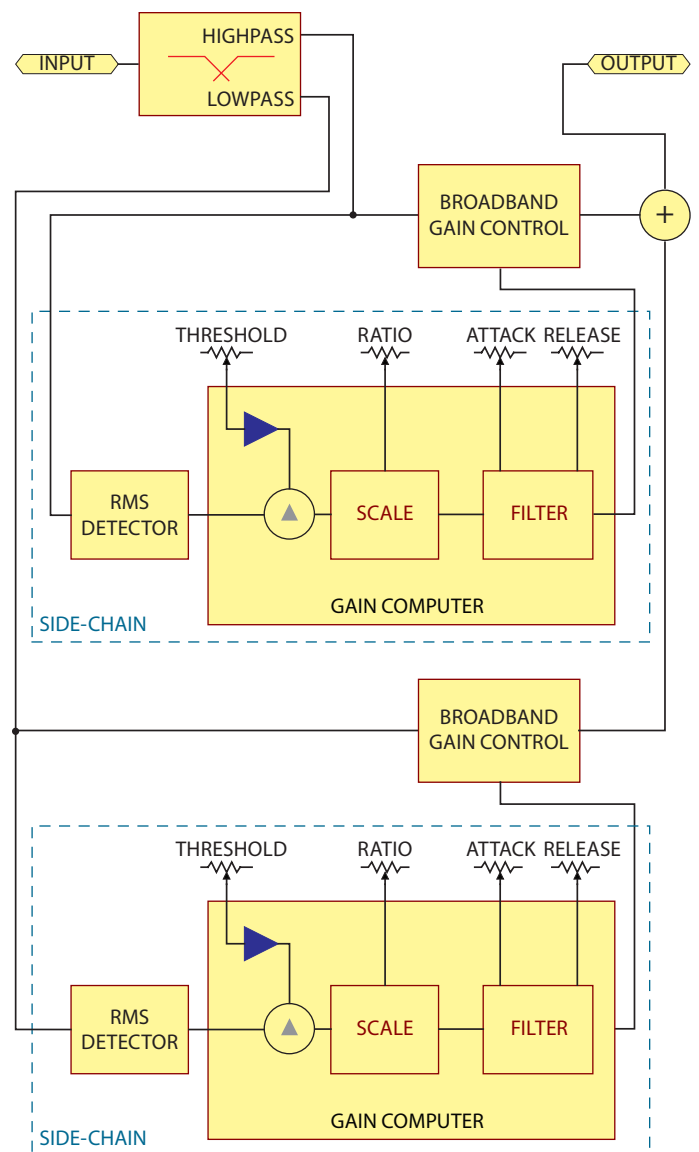 HIGHPASS
INPUT
OUTPUT
LOWPASS
BROADBAND
GAIN CONTROL
+
THRESHOLD
RATIO
ATTACK
RELEASE
RMS
DETECTOR
SCALE
FILTER
GAIN COMPUTER
SIDE-CHAIN
BROADBAND
GAIN CONTROL
THRESHOLD
RATIO
ATTACK
RELEASE
RMS
DETECTOR
SCALE
FILTER
GAIN COMPUTER
SIDE-CHAIN